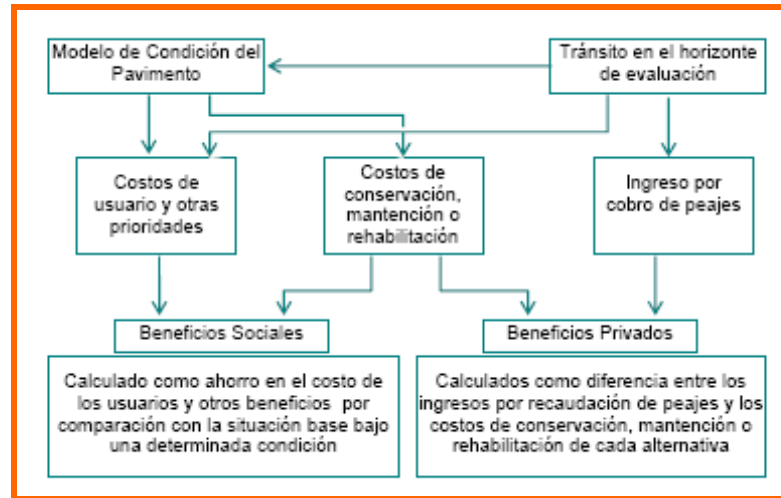 Modelo de Condición del
Pavimento
Tránsito en el horizonte
de evaluación
Costos de
usuario y otras
prioridades
Costos de
conservación,
mantención o
rehabilitación
Ingreso por
cobro de peajes
Beneficios Sociales
Beneficios Privados
Calculado como ahorro en el costo de
los usuarios y otros beneficios por
comparación con la situación base bajo
una determinada condición
Calculados como diferencia entre los
ingresos por recaudación de peajes y los
costos de conservación, mantención o
rehabilitación de cada alternativa